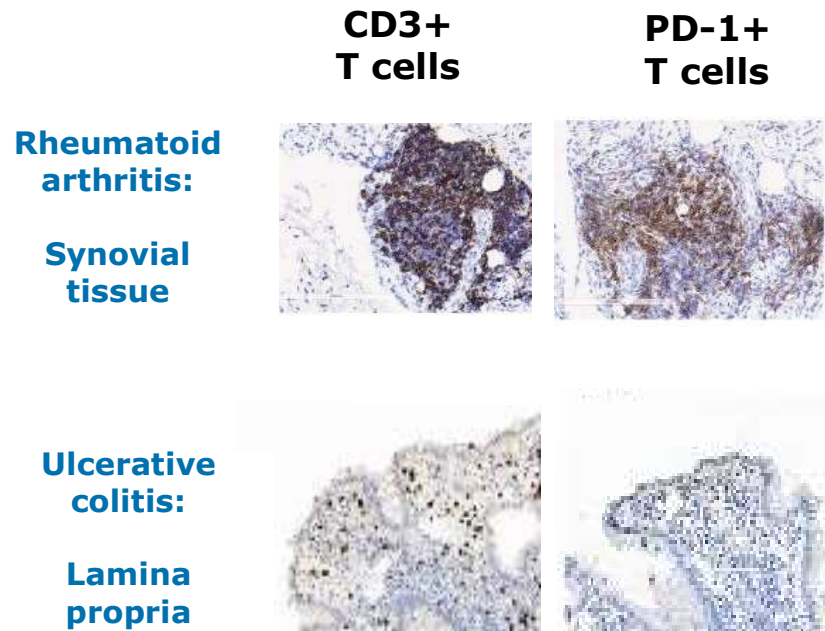 CD3+
T cells
PD-1+
T cells
Rheumatoid
arthritis:
Synovial
tissue
Ulcerative
colitis:
Lamina
propria